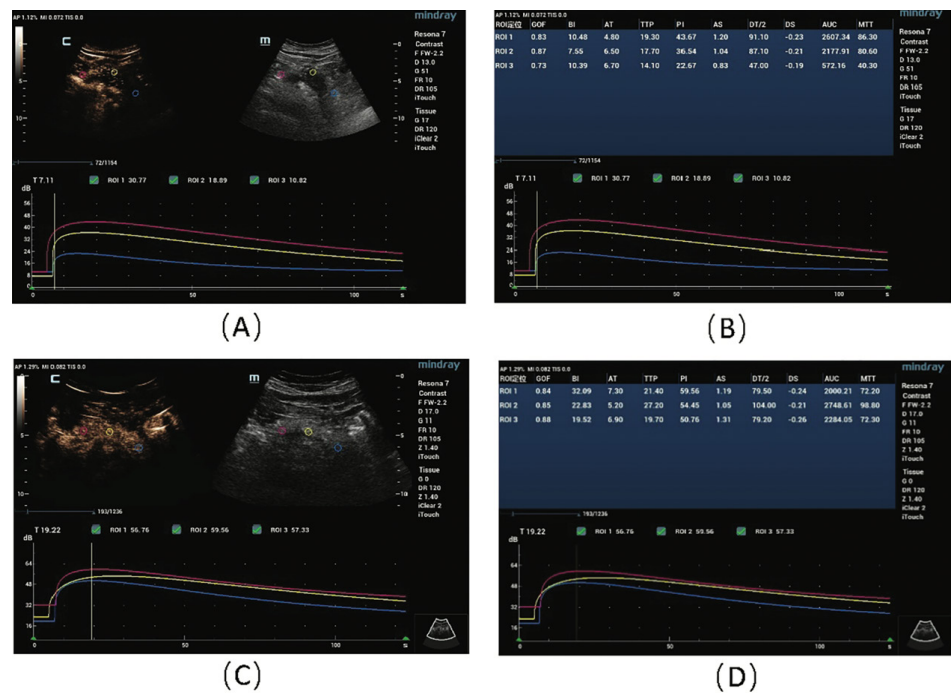 AP 1.12% MI 0.072 TIS 0.0
mindray
C
m
0
5
10
Resona 7
Contrast
F FW-2.2
D 13.0
G 51
FR 10
DR 105
iTouch
Tissue
G 17
DR 120
iClear 2
iTouch
72/1154
T 7.11 ROI 1 30.77 ROI 2 18.89 ROI 3 10.82
dB
56
48
40
32
24
16
8
0 50 100 s
(A)
AP 1.12% MI 0.072 TIS 0.0
mindray
ROI定位 GOF BI AT TTP PI AS DT/2 DS AUC MTT
ROI 1 0.83 10.48 4.80 19.30 43.67 1.20 91.10 -0.23 2607.34 86.30
ROI 2 0.87 7.55 6.50 17.70 36.54 1.04 87.10 -0.21 2177.91 80.60
ROI 3 0.73 10.39 6.70 14.10 22.67 0.83 47.00 -0.19 572.16 40.30
Resona 7
Contrast
F FW-2.2
D 13.0
G 51
FR 10
DR 105
iTouch
Tissue
G 17
DR 120
iClear 2
iTouch
72/1154
T 7.11 ROI 1 30.77 ROI 2 18.89 ROI 3 10.82
dB
56
48
40
32
24
16
8
0 50 100 s
(B)
AP 1.29% MI 0.082 TIS 0.0
mindray
C
m
0
5
10
Resona 7
Contrast
F FW-2.2
D 17.0
G 11
FR 10
DR 105
Z 1.40
iTouch
Tissue
G 0
DR 120
Z 1.40
iClear 2
iTouch
193/1236
T 19.22 ROI 1 56.76 ROI 2 59.56 ROI 3 57.33
dB
64
48
32
16
0 50 100 s
(C)
AP 1.29% MI 0.082 TIS 0.0
mindray
ROI定位 GOF BI AT TTP PI AS DT/2 DS AUC MTT
ROI 1 0.84 32.09 7.30 21.40 59.56 1.19 79.50 -0.24 2000.21 72.20
ROI 2 0.85 22.83 5.20 27.20 54.45 1.05 104.00 -0.21 2748.61 98.80
ROI 3 0.88 19.52 6.90 19.70 50.76 1.31 79.20 -0.26 2284.05 72.30
Resona 7
Contrast
F FW-2.2
D 17.0
G 11
FR 10
DR 105
Z 1.40
iTouch
Tissue
G 0
DR 120
Z 1.40
iClear 2
iTouch
193/1236
T 19.22 ROI 1 56.76 ROI 2 59.56 ROI 3 57.33
dB
64
48
32
16
0 50 100 s
(D)